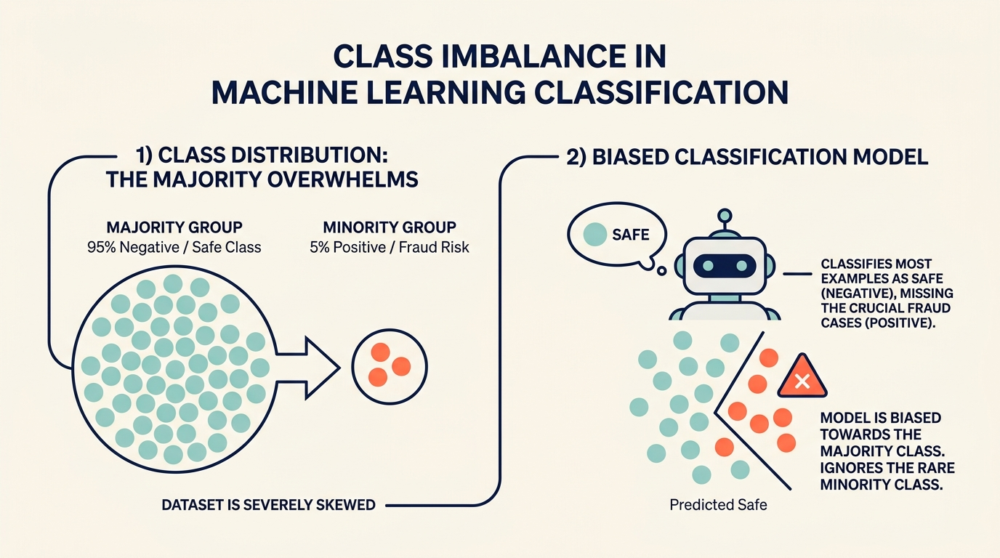 CLASS IMBALANCE IN
MACHINE LEARNING CLASSIFICATION
1) CLASS DISTRIBUTION:
THE MAJORITY OVERWHELMS
MAJORITY GROUP
95% Negative / Safe Class
MINORITY GROUP
5% Positive / Fraud Risk
DATASET IS SEVERELY SKEWED
2) BIASED CLASSIFICATION MODEL
SAFE
CLASSIFIES MOST
EXAMPLES AS SAFE
(NEGATIVE), MISSING
THE CRUCIAL FRAUD
CASES (POSITIVE).
MODEL IS BIASED
TOWARDS THE
MAJORITY CLASS.
IGNORES THE RARE
MINORITY CLASS.
Predicted Safe